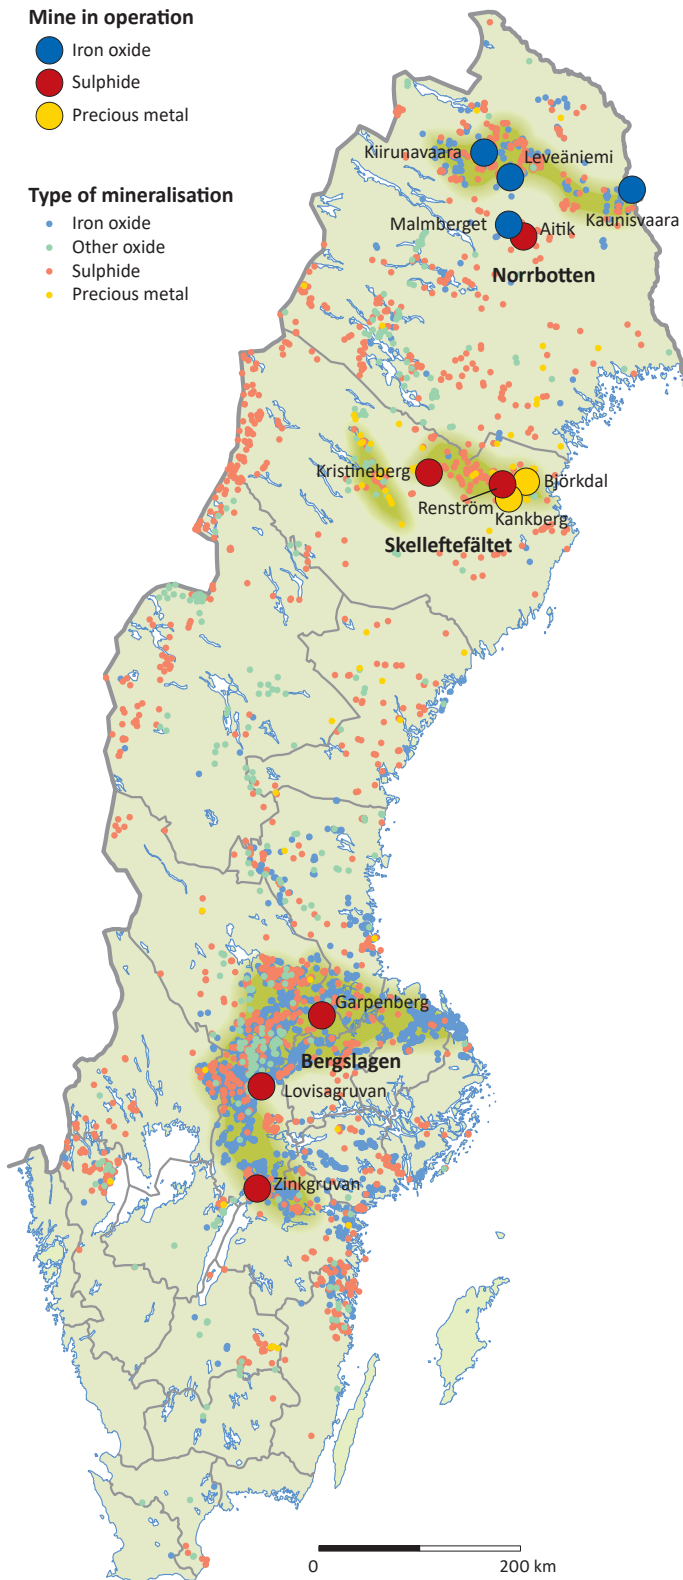 Mine in operation
Iron oxide
Sulphide
Precious metal
Type of mineralisation
Iron oxide
Other oxide
Sulphide
Precious metal
Kiirunavaara
Leveäniemi
Kaunisvaara
Malmberget
Aitik
Norrbotten
Kristineberg
Björkdal
Renström
Kankberg
Skelleftefältet
Garpenberg
Bergslagen
Lovisagruvan
Zinkgruvan
0
200 km